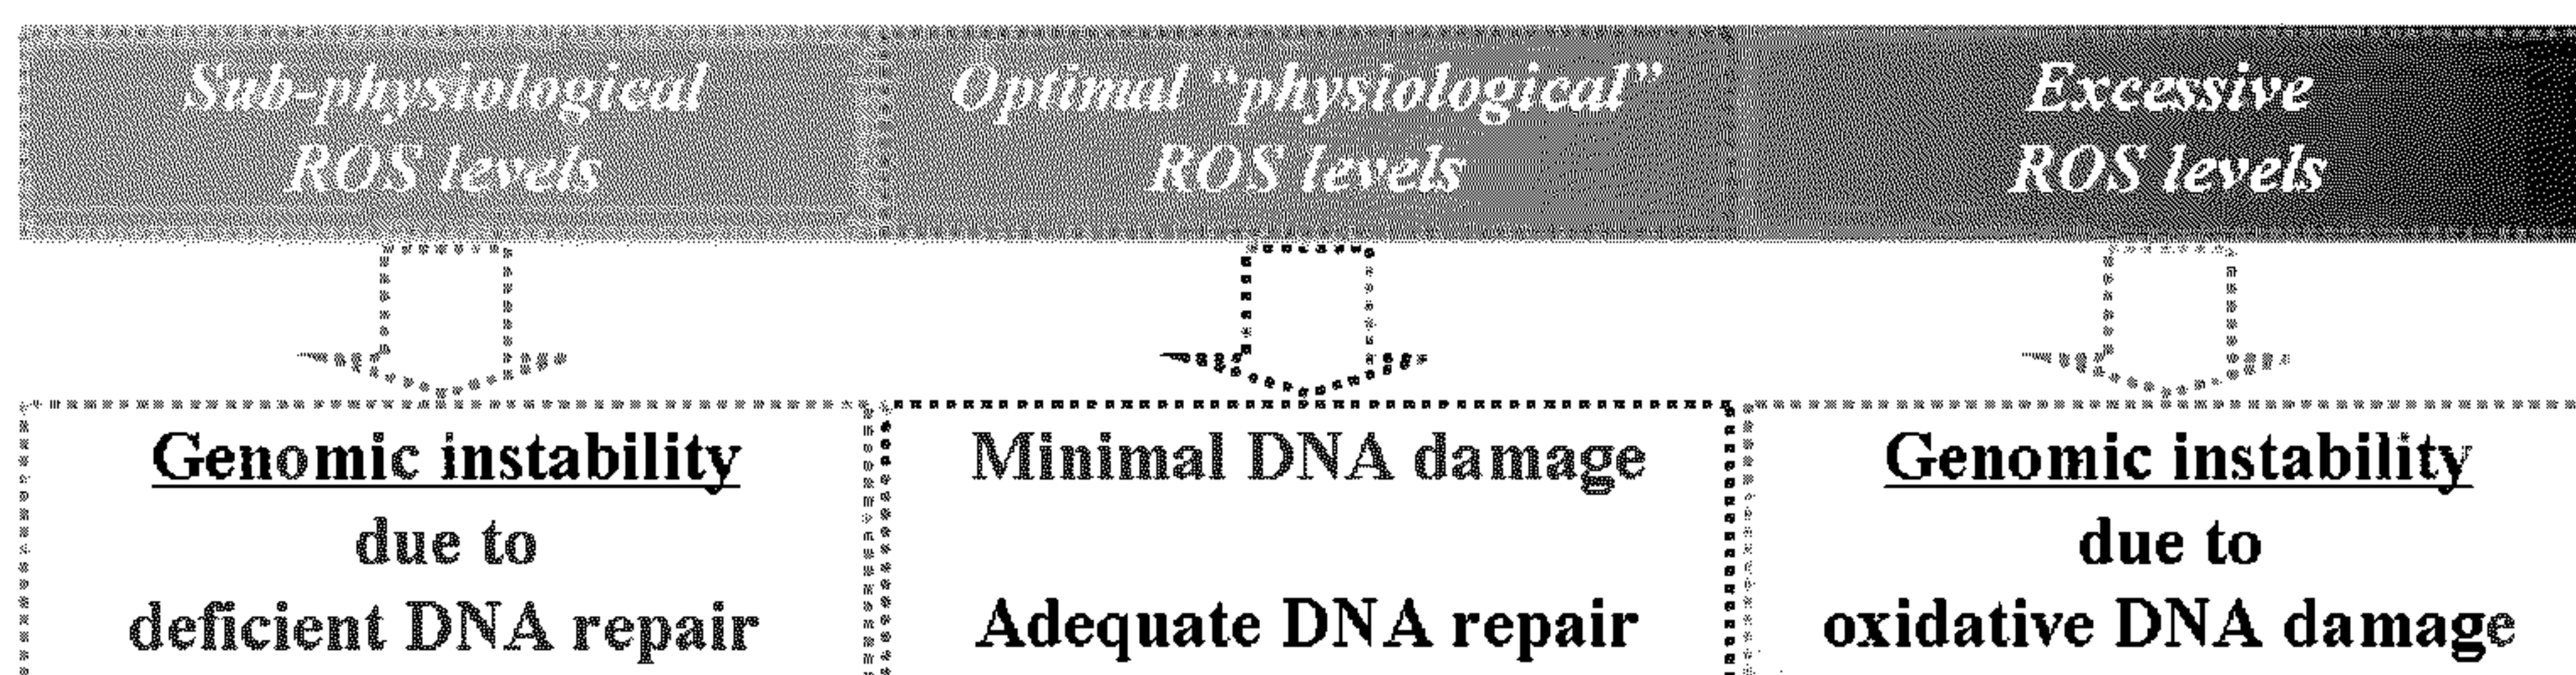 Sub-physiological
ROS levels
Optimal “physiological”
ROS levels
Excessive
ROS levels
Genomic instability
due to
deficient DNA repair
Minimal DNA damage
Adequate DNA repair
Genomic instability
due to
oxidative DNA damage